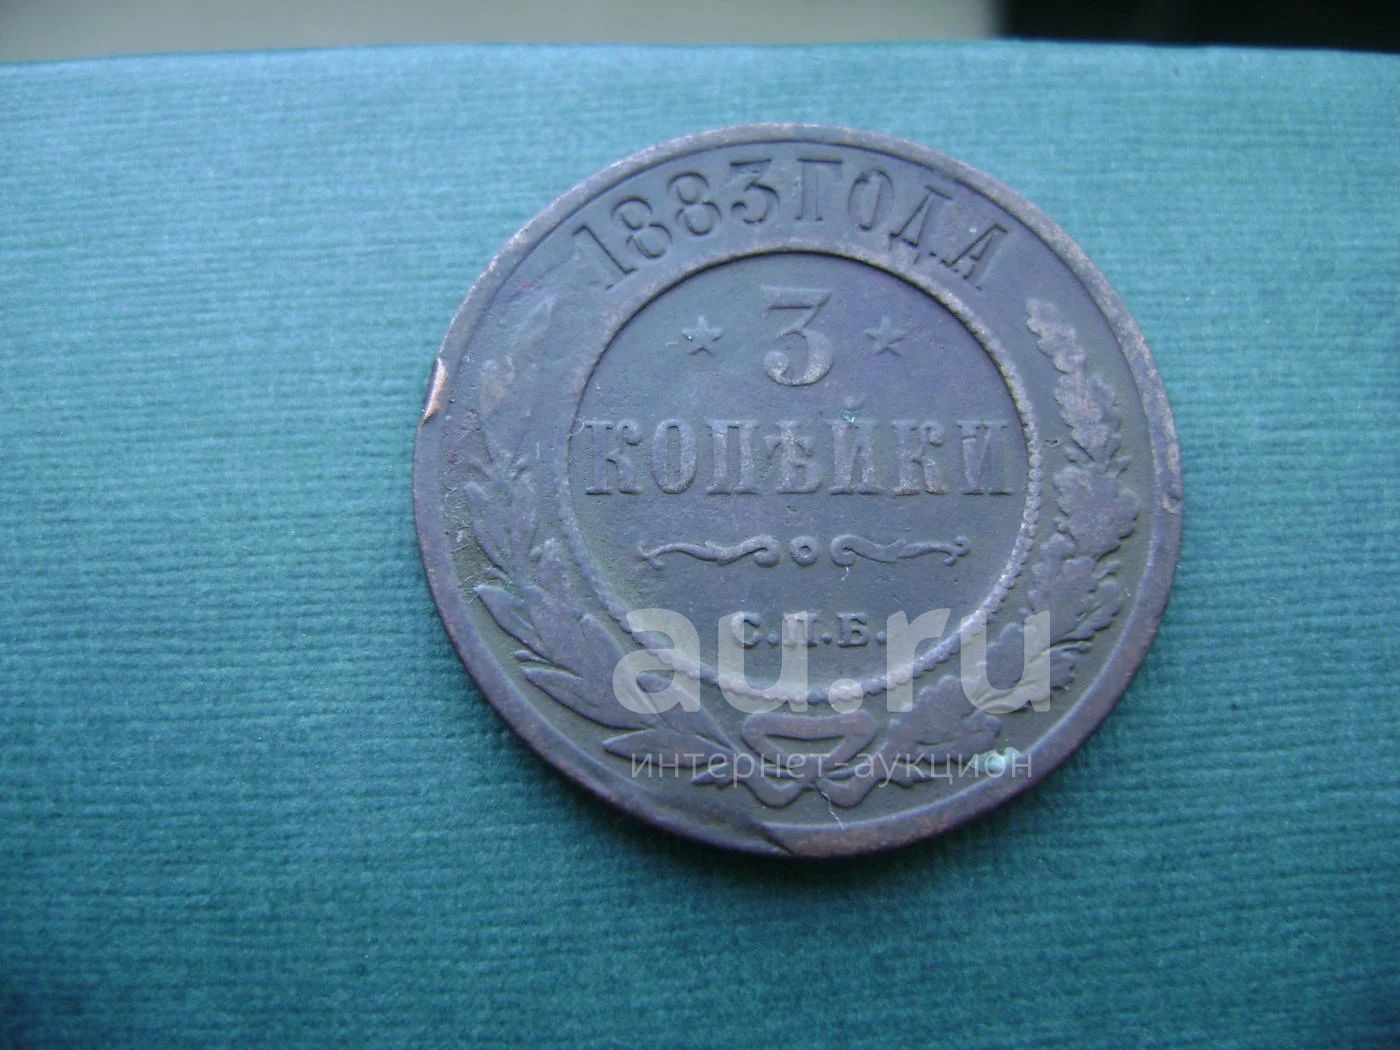 1883 ГОДА
3
КОПѢЙКИ
С.П.Б.
au.ru
интернет-аукцион